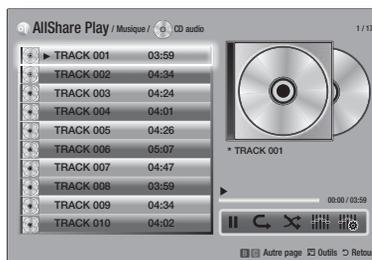 AllShare Play / Musique / CD audio 1 / 17
► TRACK 001 03:59
TRACK 002 04:34
TRACK 003 04:24
TRACK 004 04:01
TRACK 005 04:26
TRACK 006 05:07
TRACK 007 04:47
TRACK 008 03:59
TRACK 009 04:34
TRACK 010 04:02
* TRACK 001
►
00:00 / 03:59
B C Autre page Outils Retour